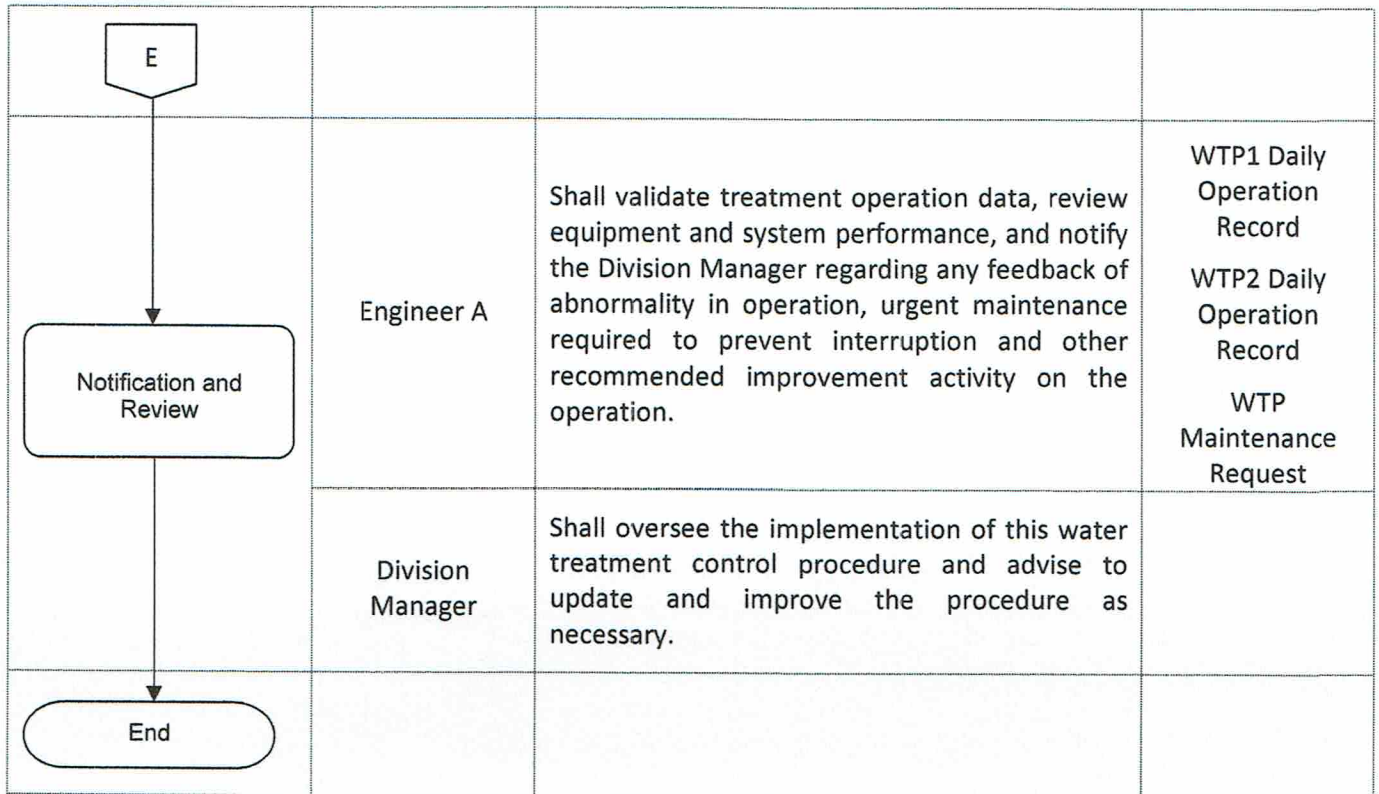 E
Notification and
Review
Engineer A
Shall validate treatment operation data, review
equipment and system performance, and notify
the Division Manager regarding any feedback of
abnormality in operation, urgent maintenance
required to prevent interruption and other
recommended improvement activity on the
operation.
WTP1 Daily
Operation
Record
WTP2 Daily
Operation
Record
WTP
Maintenance
Request
Division
Manager
Shall oversee the implementation of this water
treatment control procedure and advise to
update and improve the procedure as
necessary.
End